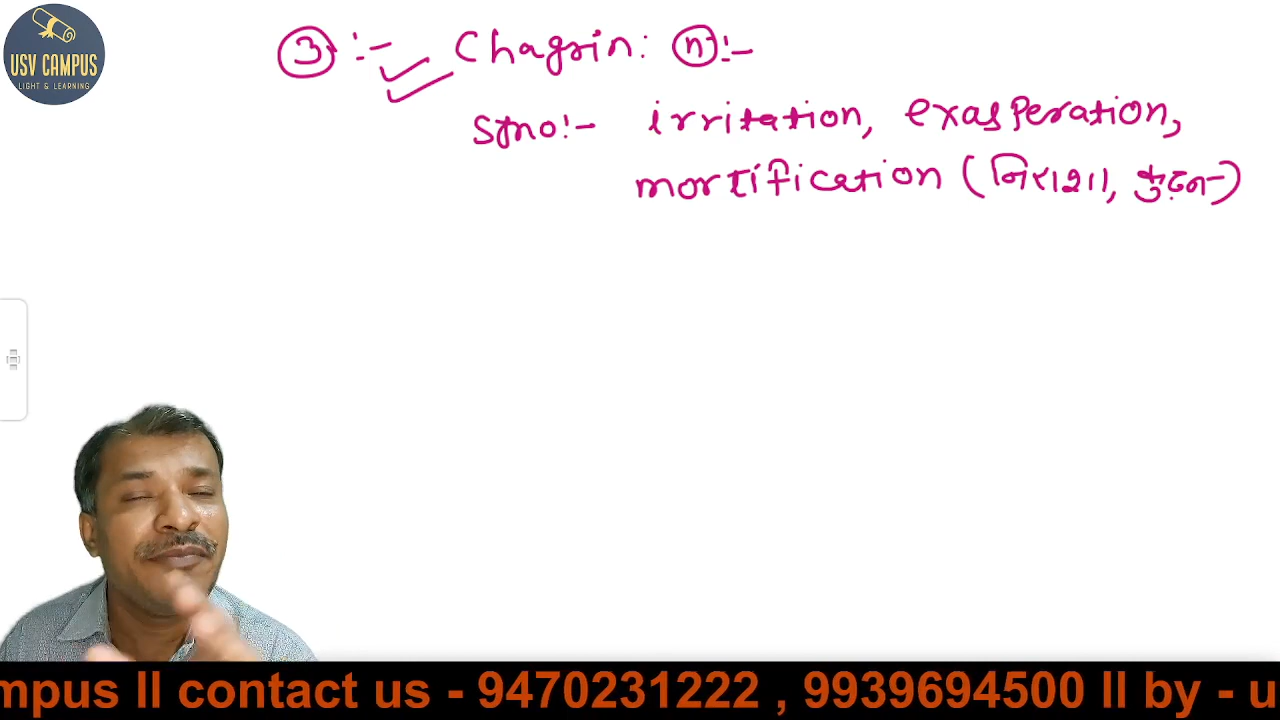 USV CAMPUS
LIGHT & LEARNING
3 :- Chagrin: n :-
Syno:- irritation, exasperation,
mortification (निराशा, कुढ़न)
mpus ll contact us - 9470231222 , 9939694500 ll by - u